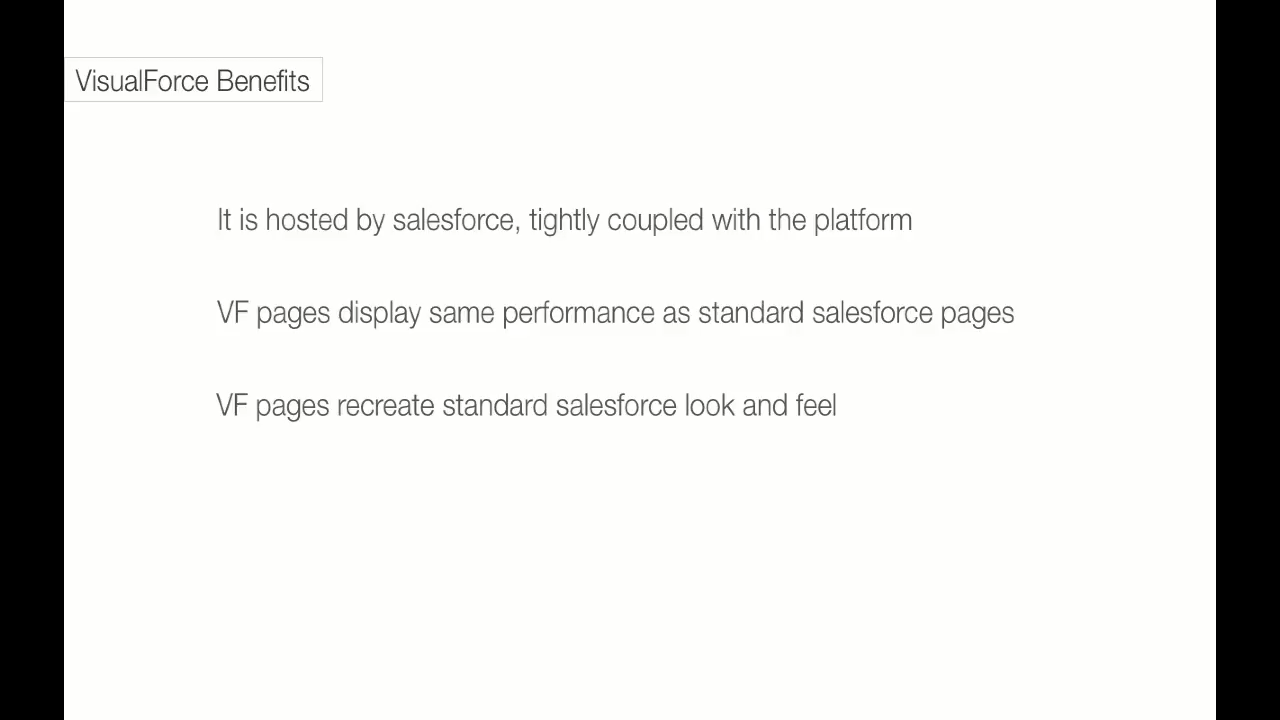 VisualForce Benefits
It is hosted by salesforce, tightly coupled with the platform
VF pages display same performance as standard salesforce pages
VF pages recreate standard salesforce look and feel